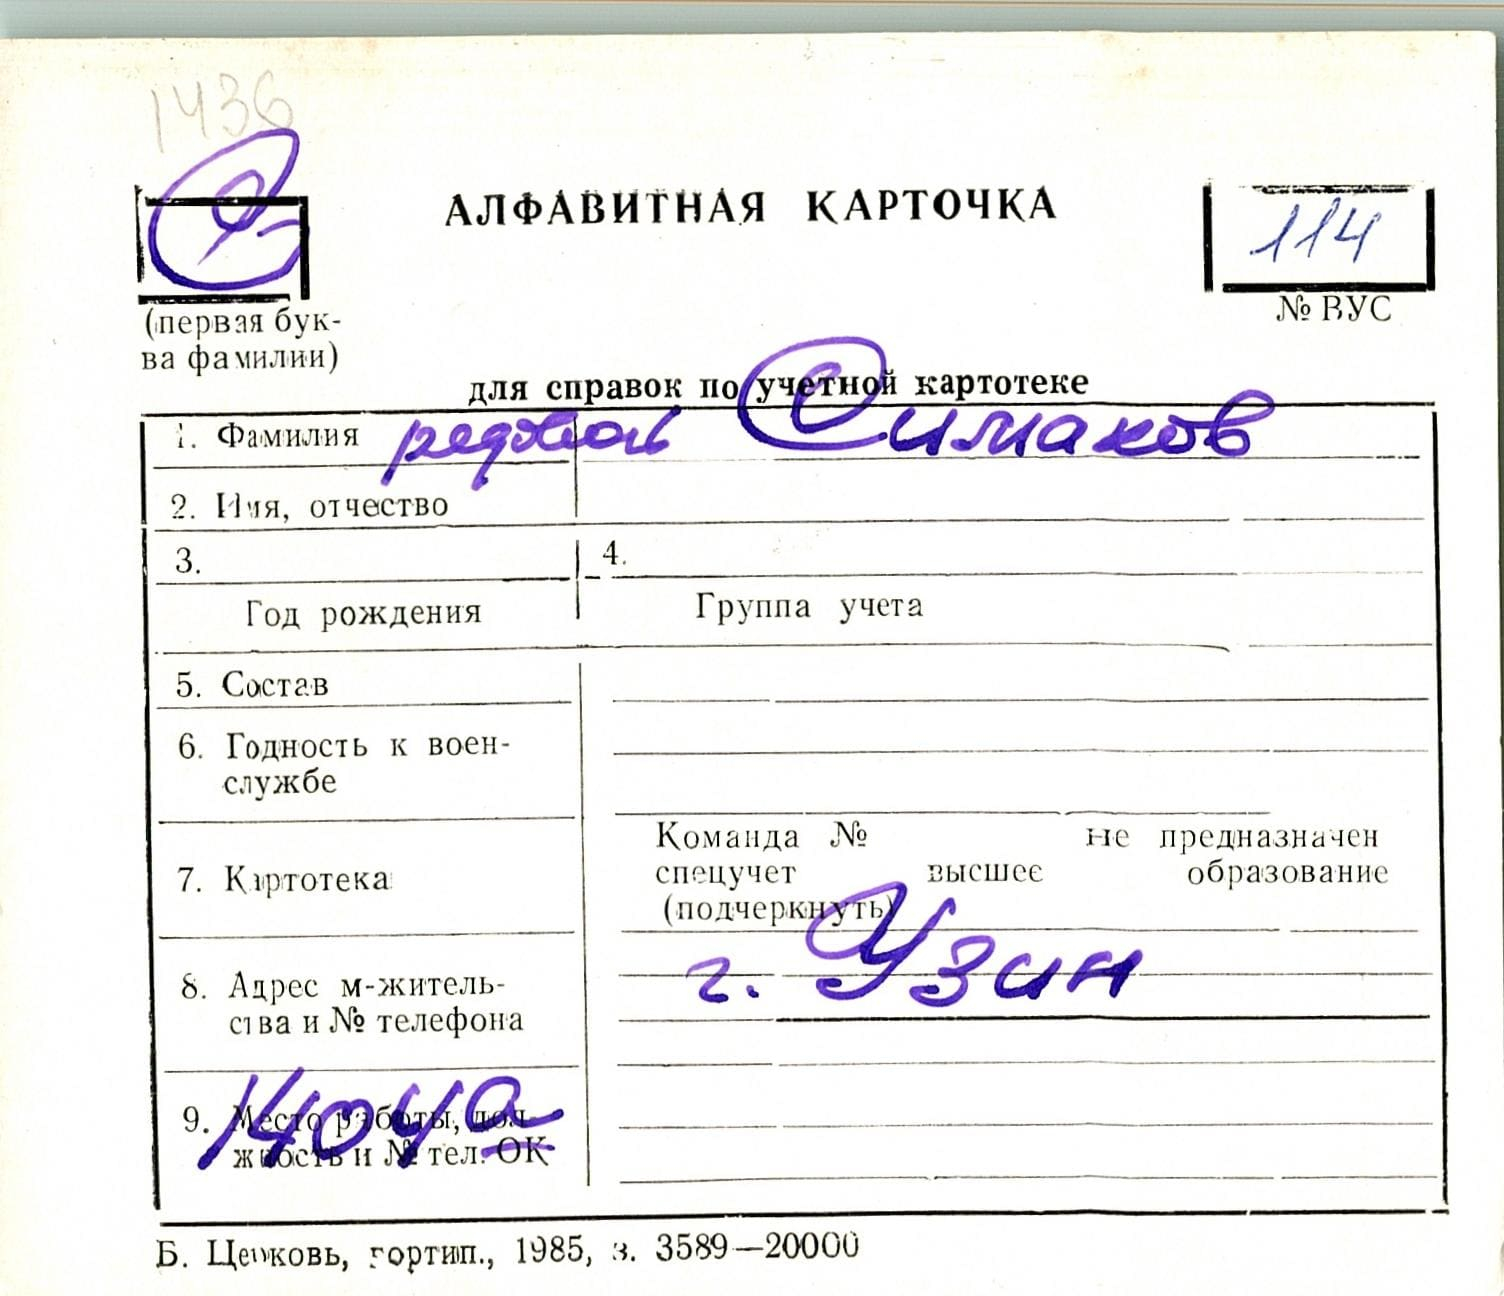 1436
С
АЛФАВИТНАЯ КАРТОЧКА
114
(первая бук-
ва фамилии)
№ ВУС
для справок по учетной картотеке
1. Фамилия рядовой Симаков
2. Имя, отчество
3. 4.
Год рождения Группа учета
5. Состав
6. Годность к воен-
службе
7. Картотека
Команда № не предназначен
спецучет высшее образование
(подчеркнуть)
г. Узин
8. Адрес м-житель-
ства и № телефона
1404а
9. Место работы, дол-
жность и № тел. ОК
Б. Церковь, гортип., 1985, з. 3589—20000